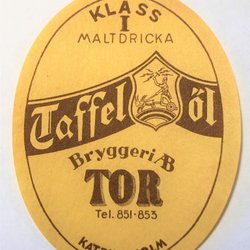 KLASS
I
MALTDRICKA
Taffel öl
Bryggeri AB
TOR
Tel. 851-853